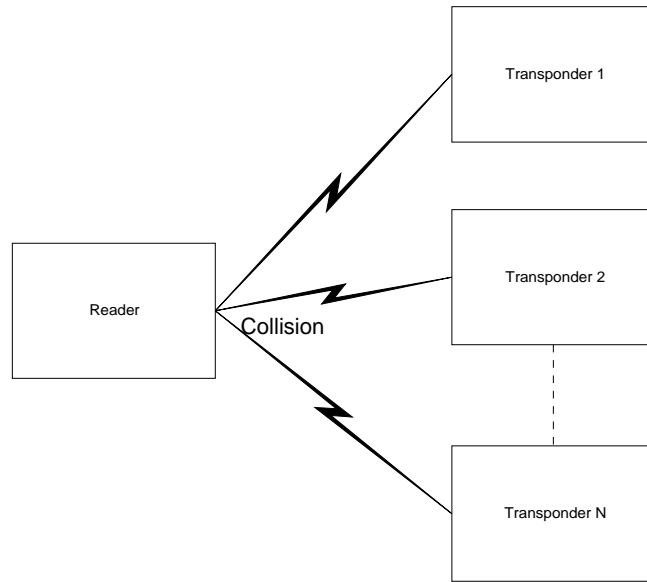 Transponder 1
Transponder 2
Reader
Collision
Transponder N